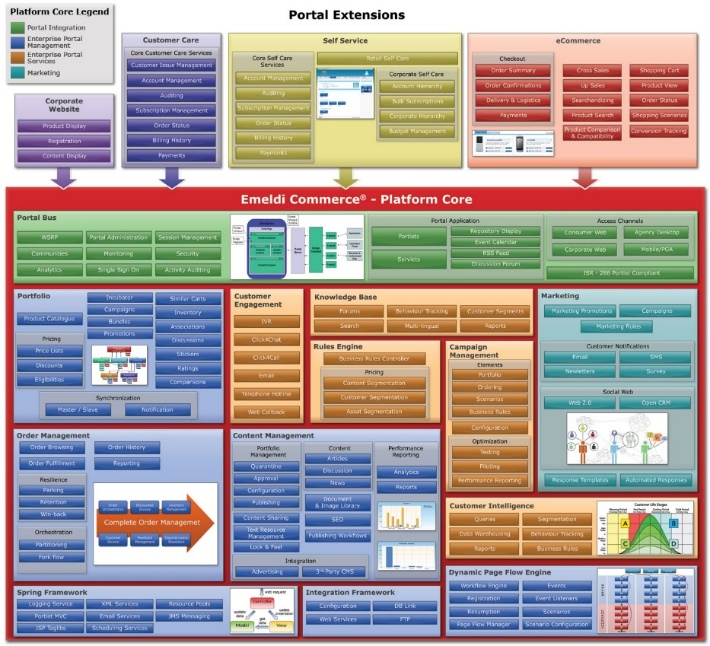 Portal Extensions
Platform Core Legend
Portal Integration
Enterprise Portal
Management
Enterprise Portal
Services
Marketing
Corporate
Website
Product Display
Registration
Content Display
Customer Care
Core Customer Care Services
Customer Issue Management
Account Management
Auditing
Subscription Management
Order Status
Billing History
Payments
Self Service
Core Self Care
Services
Account Management
Auditing
Subscription Management
Order Status
Billing History
Payments
Retail Self Care
Corporate Self Care
Account Hierarchy
Bulk Subscriptions
Corporate Hierarchy
Budget Management
eCommerce
Checkout
Order Summary
Order Confirmations
Delivery & Logistics
Payments
Cross Sales
Up Sales
Searchandizing
Product Search
Product Comparison
& Compatibility
Shopping Cart
Product View
Order Status
Shopping Scenarios
Conversion Tracking
Emeldi Commerce® - Platform Core
Portal Bus
WSRP
Portal Administration
Session Management
Communities
Monitoring
Security
Analytics
Single Sign On
Activity Auditing
Portal Application
Portlets
Servlets
Repository Display
Event Calendar
RSS Feed
Discussion Forum
Access Channels
Consumer Web
Agency Desktop
Corporate Web
Mobile/PDA
JSR - 286 Portlet Compliant
Portfolio
Product Catalogue
Pricing
Price Lists
Discounts
Eligibilities
Incubator
Campaigns
Bundles
Promotions
Similar Carts
Inventory
Associations
Discussions
Stickers
Ratings
Comparisons
Synchronization
Master / Slave
Notification
Customer
Engagement
IVR
Click4Chat
Click4Call
Email
Telephone Hotline
Web Callback
Knowledge Base
Forums
Behaviour Tracking
Customer Segments
Search
Multi-lingual
Reports
Rules Engine
Business Rules Controller
Pricing
Content Segmentation
Customer Segmentation
Asset Segmentation
Campaign
Management
Elements
Portfolio
Ordering
Scenarios
Business Rules
Configuration
Optimization
Testing
Piloting
Performance Reporting
Marketing
Marketing Promotions
Campaigns
Marketing Rules
Customer Notifications
Email
SMS
Newsletters
Survey
Social Web
Web 2.0
Open CRM
Response Templates
Automated Responses
Order Management
Order Browsing
Order History
Order Fulfilment
Reporting
Resilience
Parking
Retention
Win-back
Orchestration
Partitioning
Fork flow
Complete Order Managemet
Content Management
Portfolio
Management
Quarantine
Approval
Configuration
Publishing
Content Sharing
Text Resource
Management
Look & Feel
Content
Articles
Discussion
News
Document
& Image Library
SEO
Publishing Workflows
Performance
Reporting
Analytics
Reports
Integration
Advertising
3rd Party CMS
Customer Intelligence
Queries
Segmentation
Data Warehousing
Behaviour Tracking
Reports
Business Rules
Customer Life Stages
A
B
C
D
Spring Framework
Logging Service
XML Services
Resource Pools
Portlet MVC
Email Services
JMS Messaging
JSP Taglibs
Scheduling Services
Controller
Model
View
Integration Framework
Configuration
DB Link
Web Services
FTP
Dynamic Page Flow Engine
Workflow Engine
Events
Registration
Event Listeners
Resumption
Scenarios
Page Flow Manager
Scenario Configuration